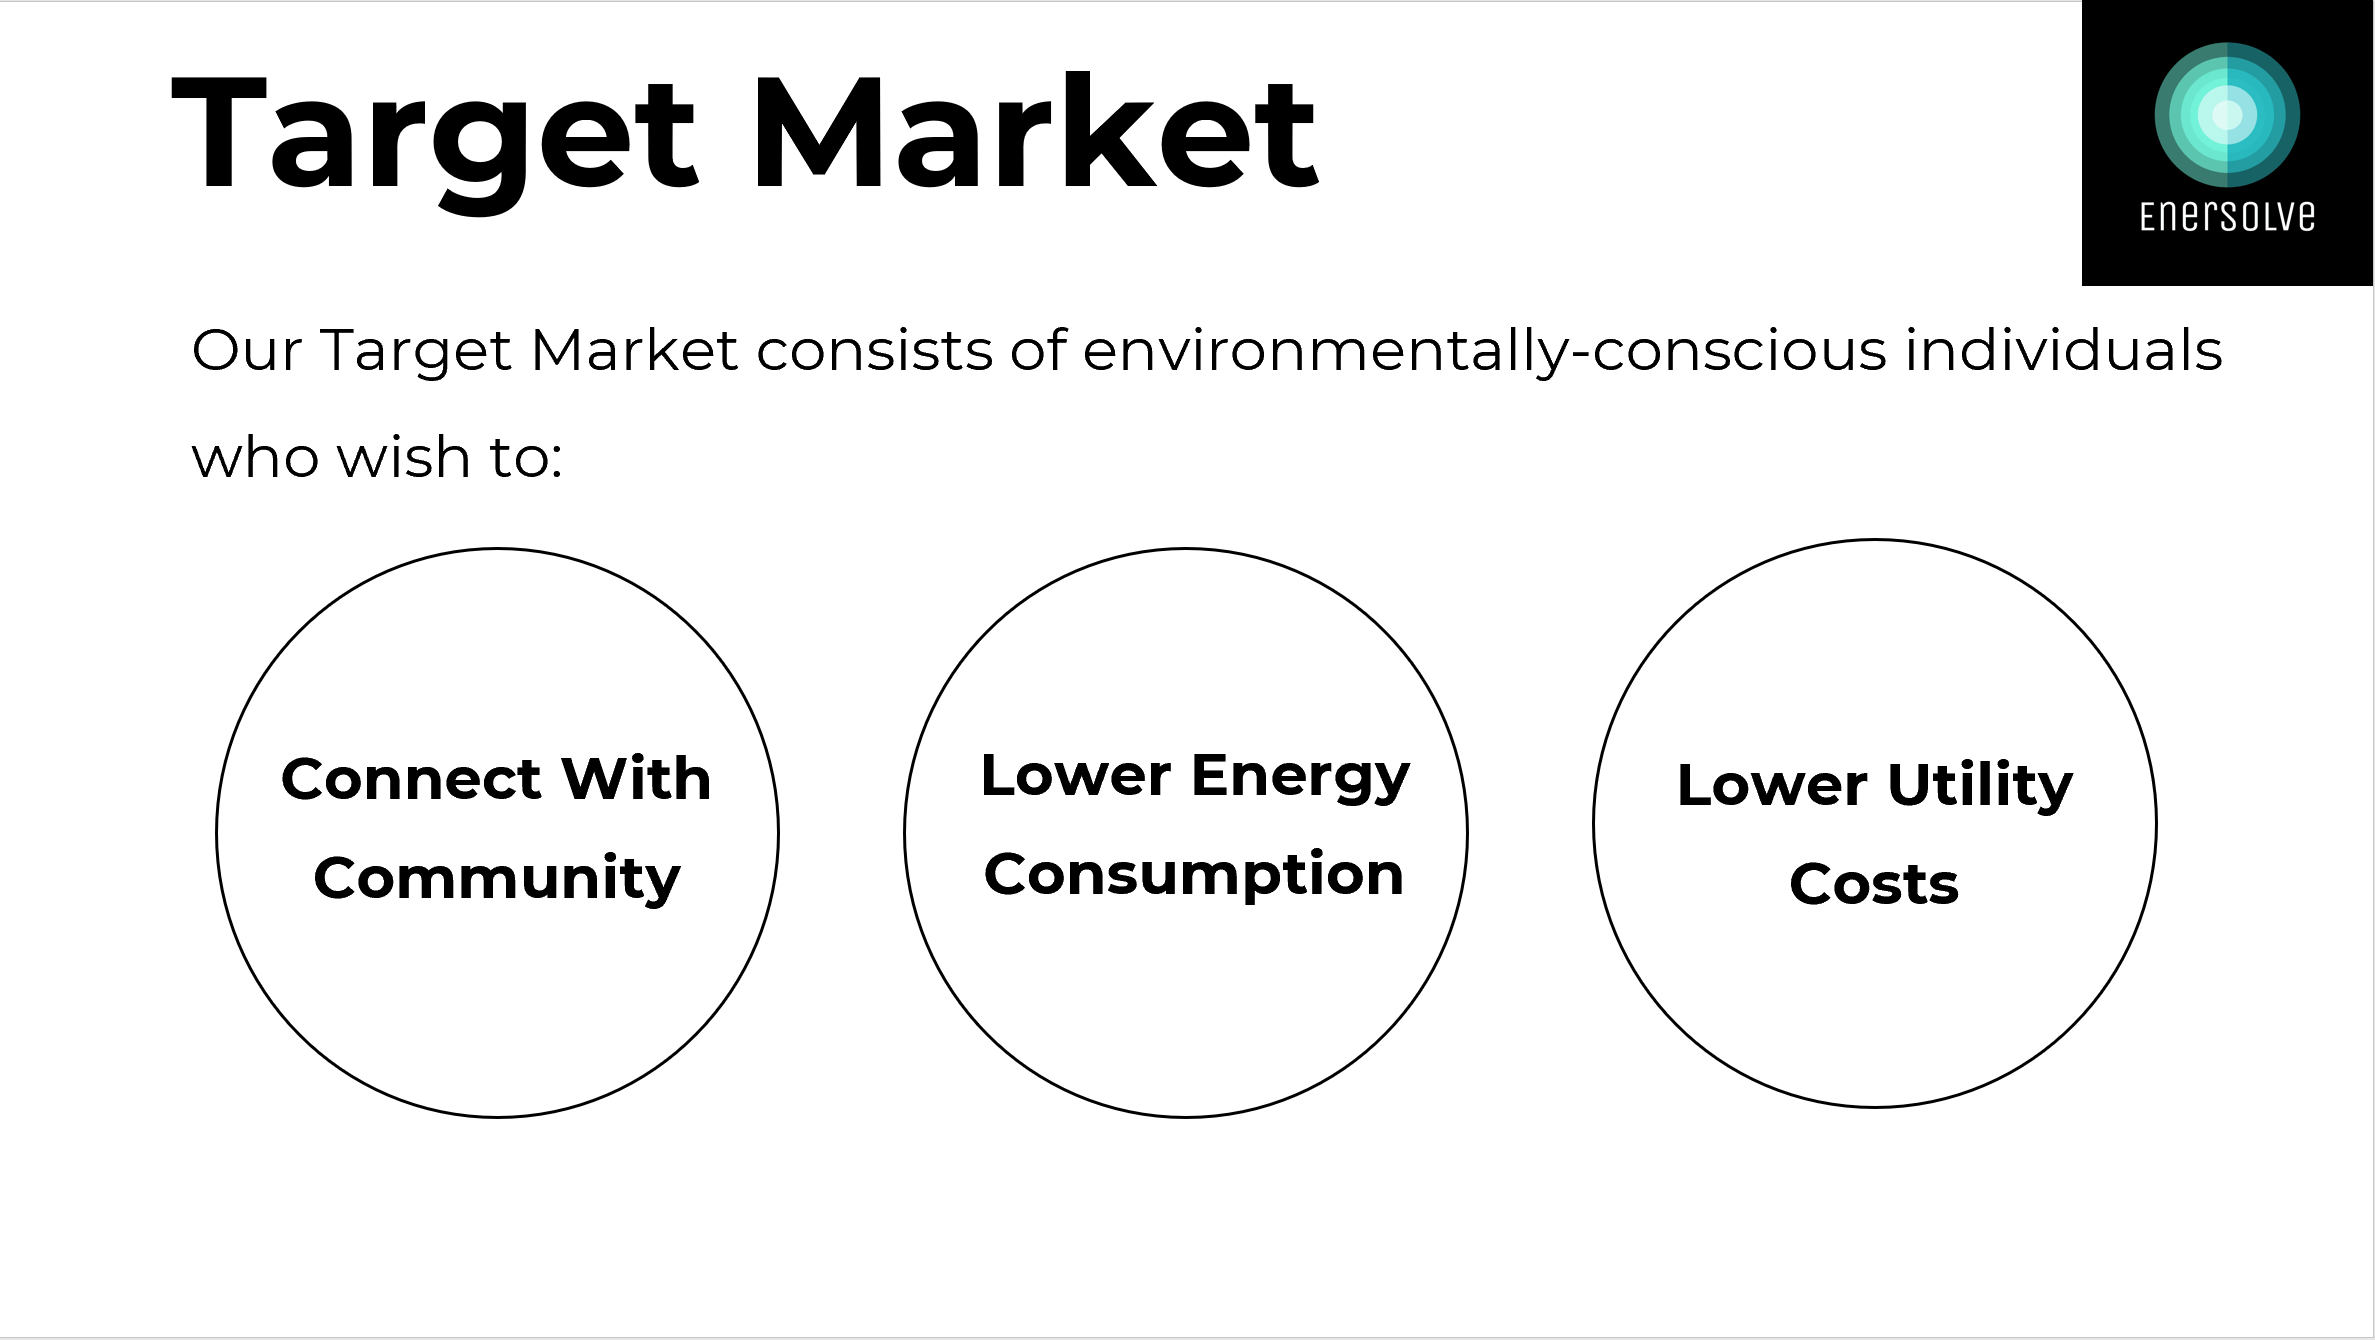 Target Market
EnerSOLVE
Our Target Market consists of environmentally-conscious individuals
who wish to:
Connect With
Community
Lower Energy
Consumption
Lower Utility
Costs